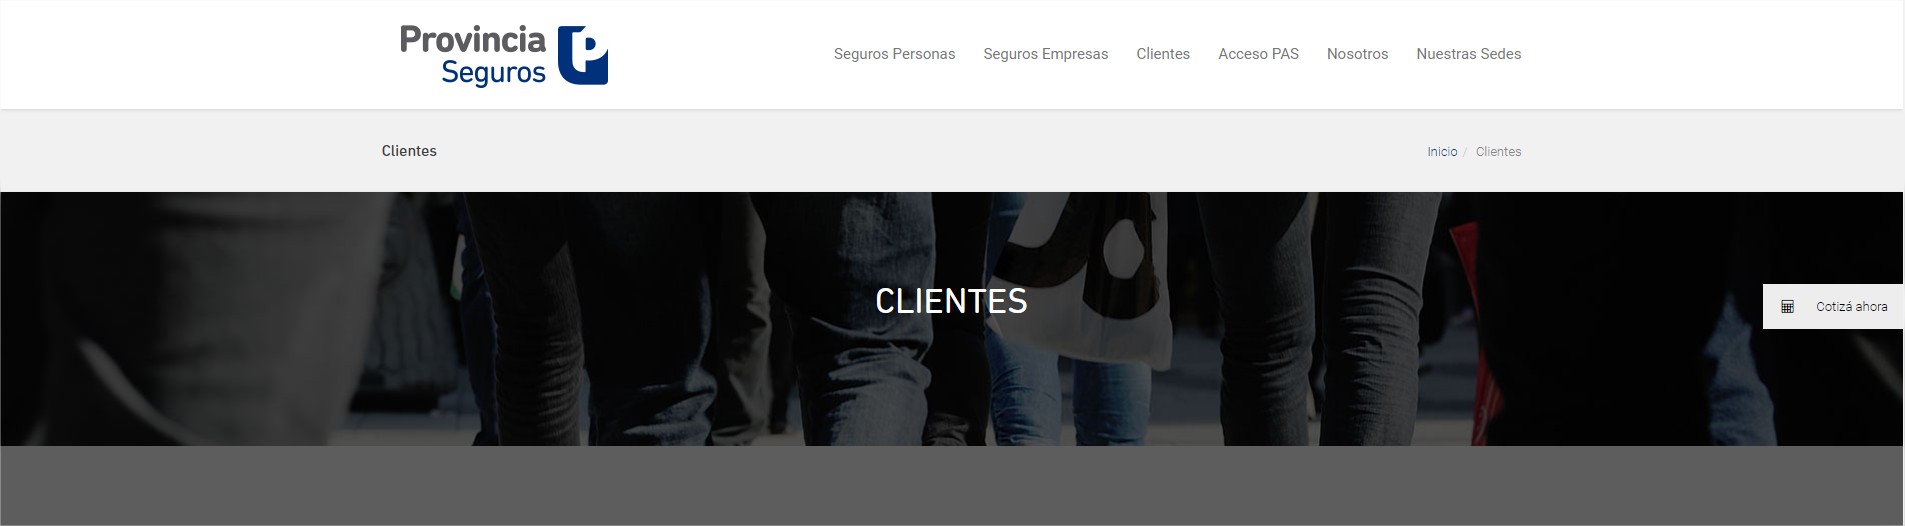 Provincia
Seguros
Seguros Personas Seguros Empresas Clientes Acceso PAS Nosotros Nuestras Sedes
Clientes
Inicio / Clientes
CLIENTES
Cotizá ahora